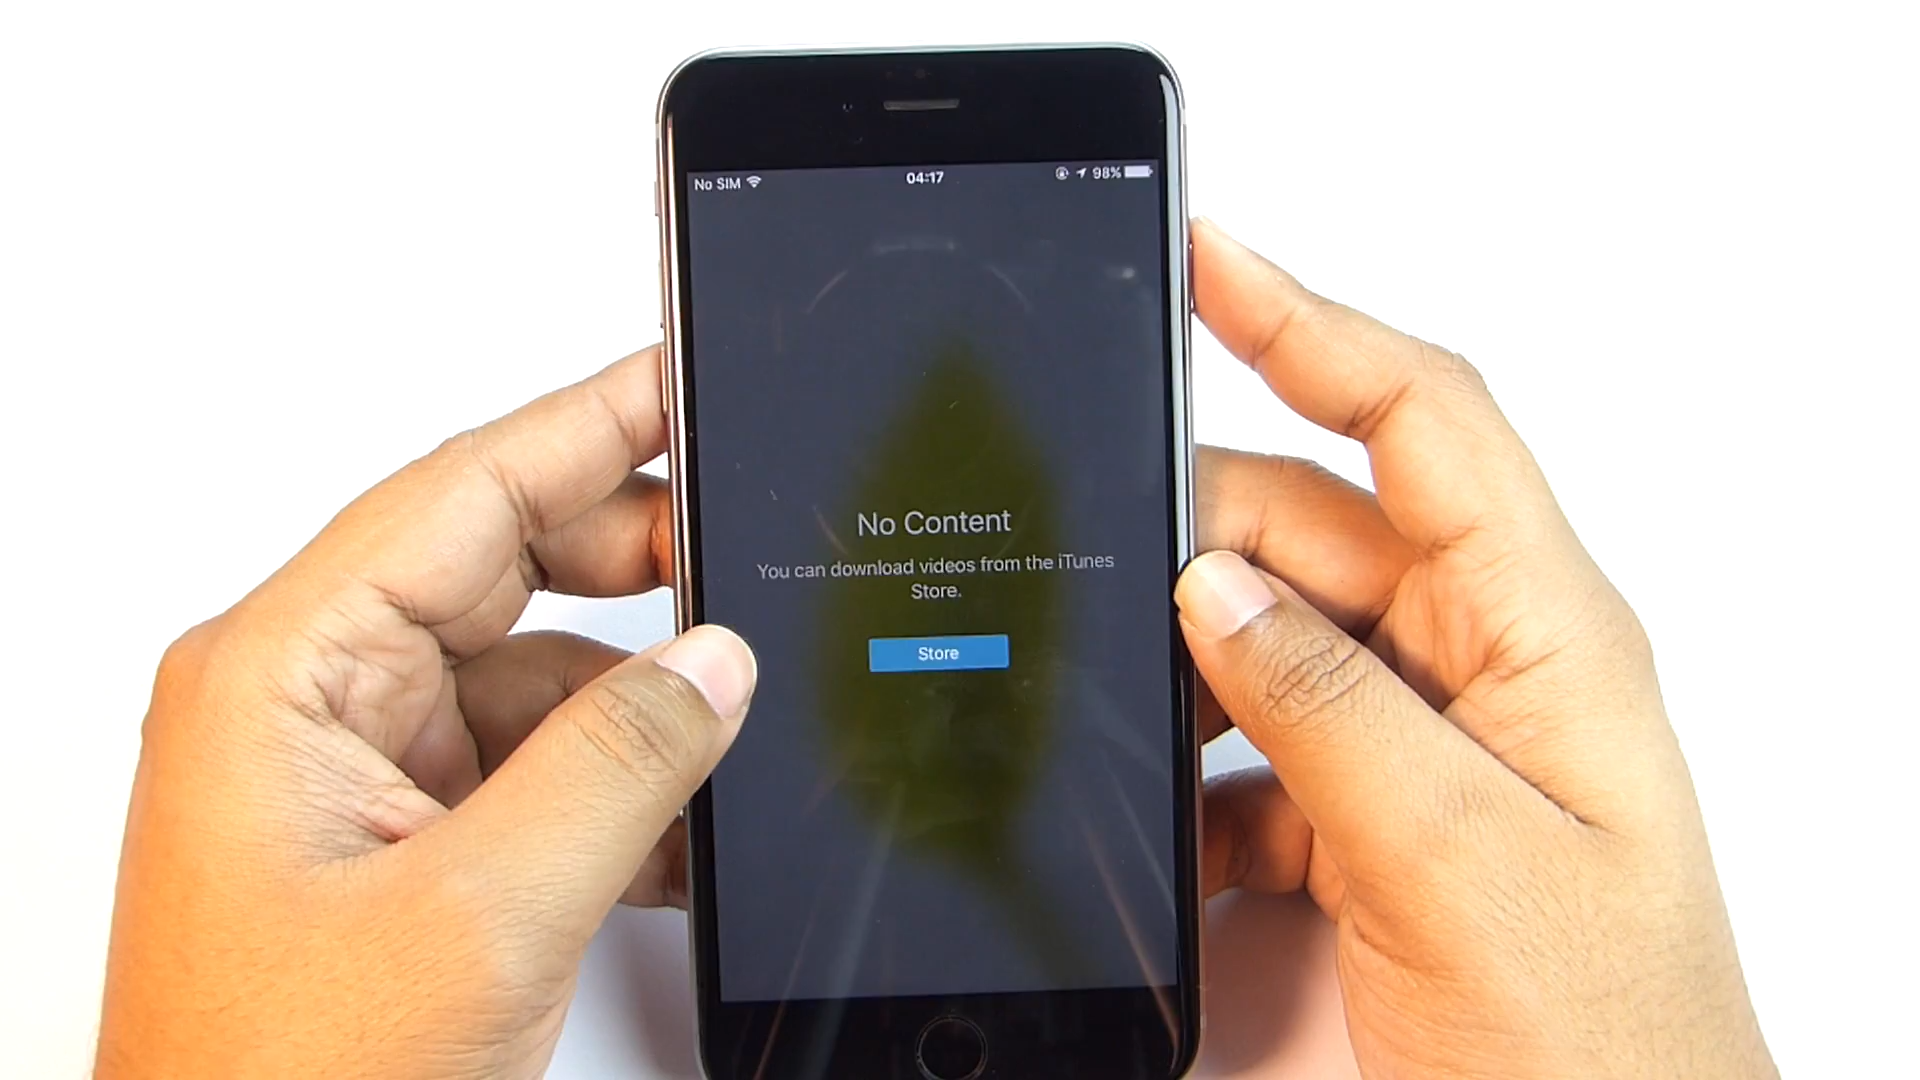 No SIM 04:17 98%
No Content
You can download videos from the iTunes
Store.
Store